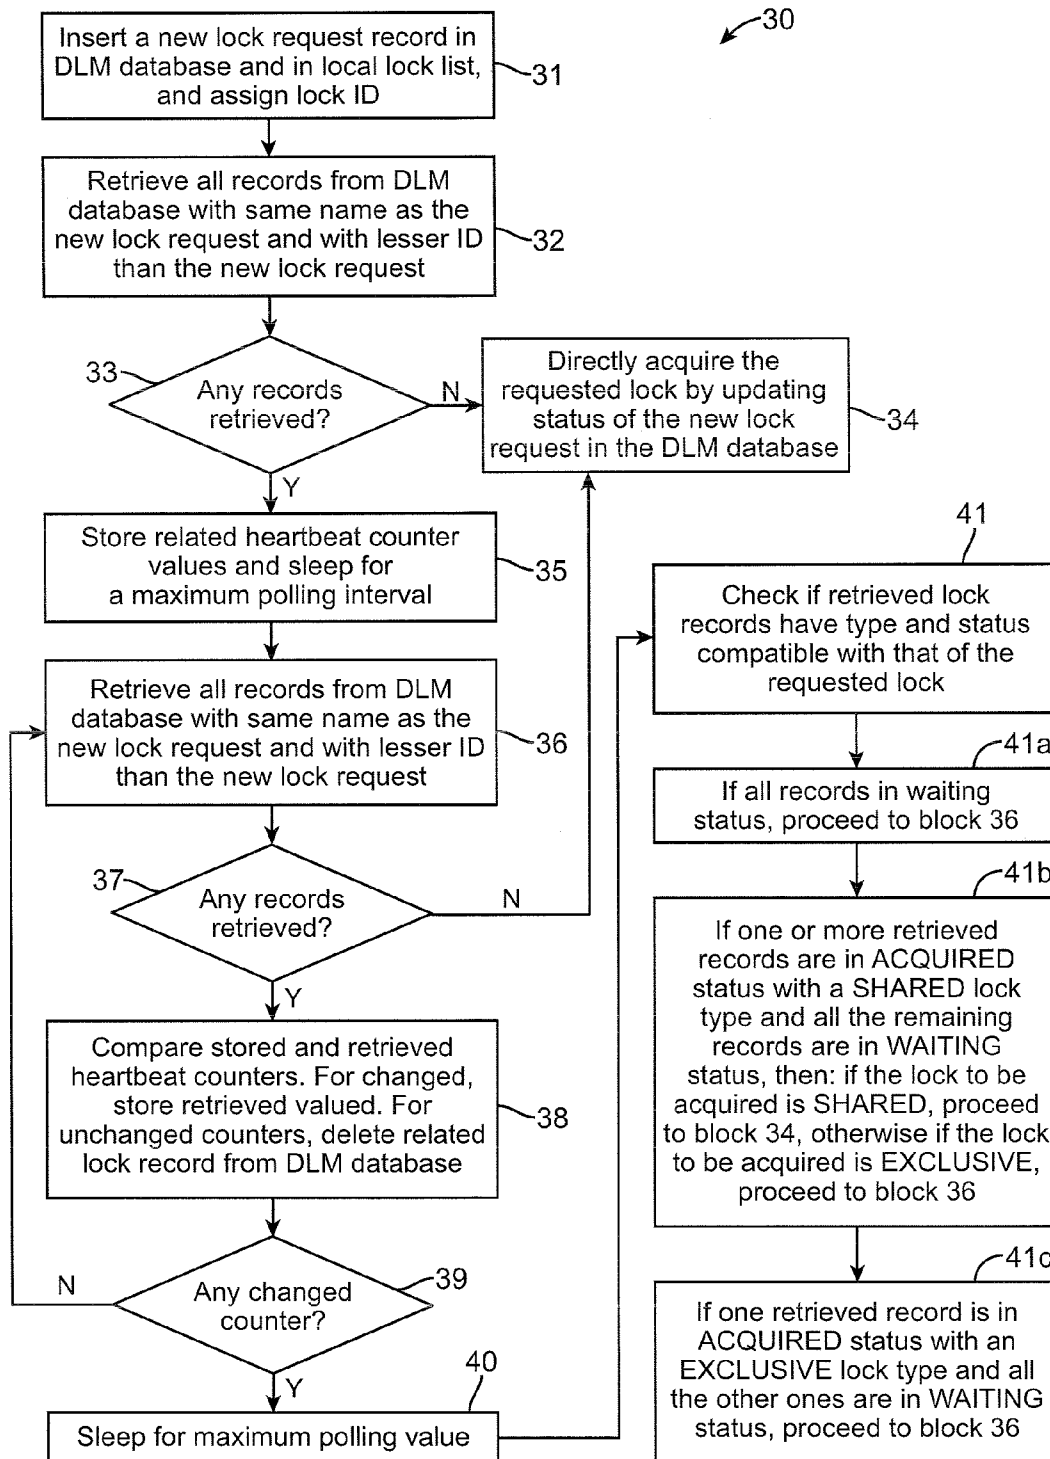 30
Insert a new lock request record in
DLM database and in local lock list,
and assign lock ID
31
Retrieve all records from DLM
database with same name as the
new lock request and with lesser ID
than the new lock request
32
33
Any records
retrieved?
N
Y
Directly acquire the
requested lock by updating
status of the new lock
request in the DLM database
34
Store related heartbeat counter
values and sleep for
a maximum polling interval
35
Retrieve all records from DLM
database with same name as the
new lock request and with lesser ID
than the new lock request
36
37
Any records
retrieved?
N
Y
Compare stored and retrieved
heartbeat counters. For changed,
store retrieved valued. For
unchanged counters, delete related
lock record from DLM database
38
Any changed
counter?
39
N
Y
40
Sleep for maximum polling value
41
Check if retrieved lock
records have type and status
compatible with that of the
requested lock
41a
If all records in waiting
status, proceed to block 36
41b
If one or more retrieved
records are in ACQUIRED
status with a SHARED lock
type and all the remaining
records are in WAITING
status, then: if the lock to be
acquired is SHARED, proceed
to block 34, otherwise if the lock
to be acquired is EXCLUSIVE,
proceed to block 36
41c
If one retrieved record is in
ACQUIRED status with an
EXCLUSIVE lock type and all
the other ones are in WAITING
status, proceed to block 36